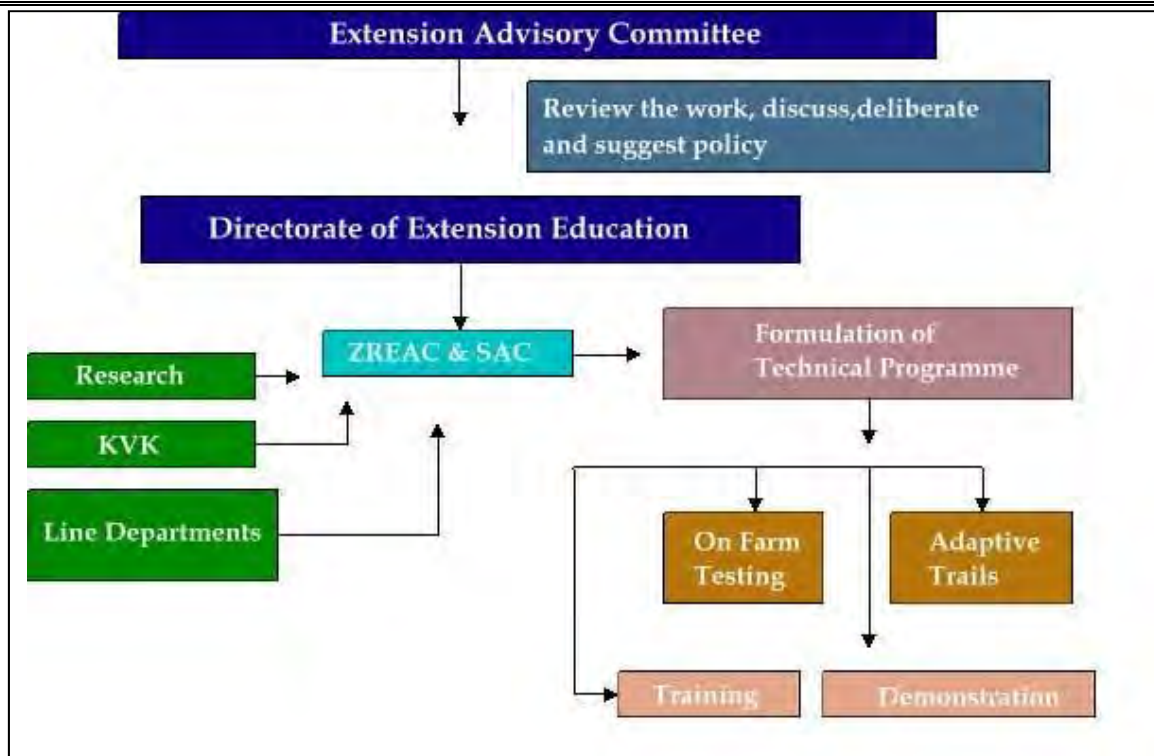 Extension Advisory Committee
Review the work, discuss,deliberate
and suggest policy
Directorate of Extension Education
ZREAC & SAC
Formulation of
Technical Programme
Research
KVK
Line Departments
On Farm
Testing
Adaptive
Trails
Training
Demonstration